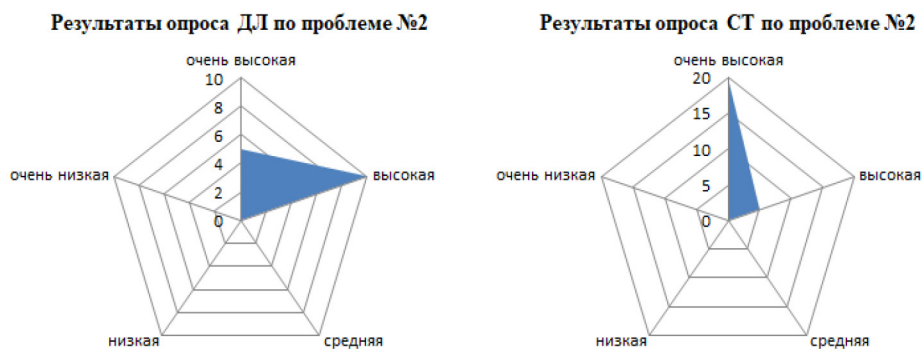 Результаты опроса ДЛ по проблеме №2
очень высокая
10
8
6
4
2
0
очень низкая
высокая
низкая
средняя
Результаты опроса СТ по проблеме №2
очень высокая
20
15
10
5
0
очень низкая
высокая
низкая
средняя